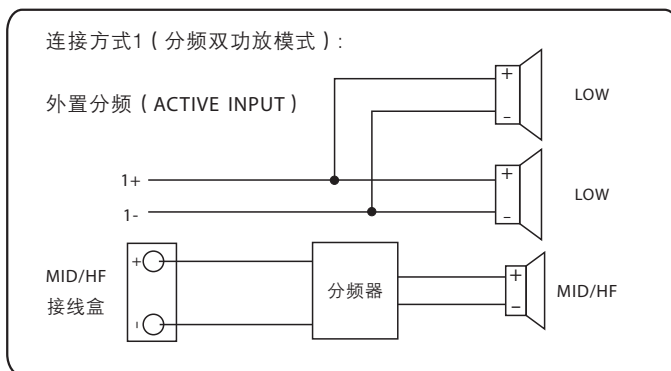 连接方式1（分频双功放模式）:
+
LOW
-
外置分频（ACTIVE INPUT）
1+
+
LOW
1-
-
MID/HF
接线盒
+
-
分频器
+
-
MID/HF